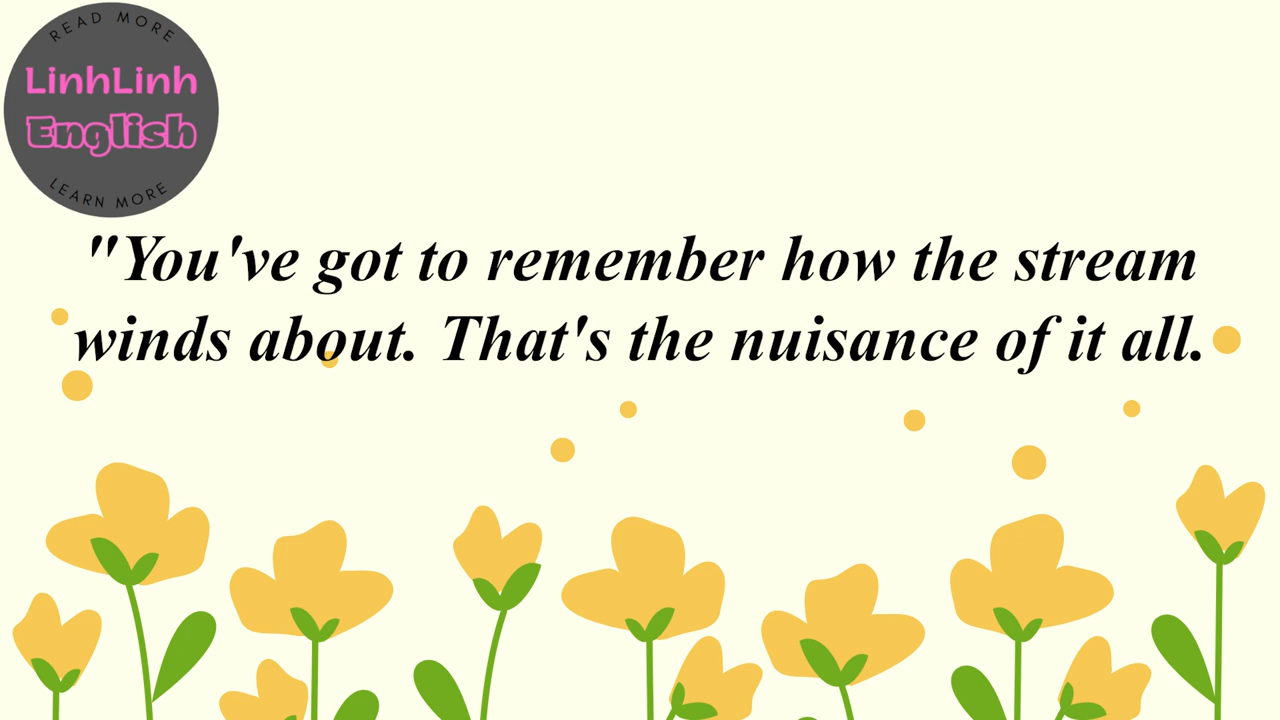 READ MORE
LinhLinh
English
LEARN MORE
"You've got to remember how the stream
winds about. That's the nuisance of it all.